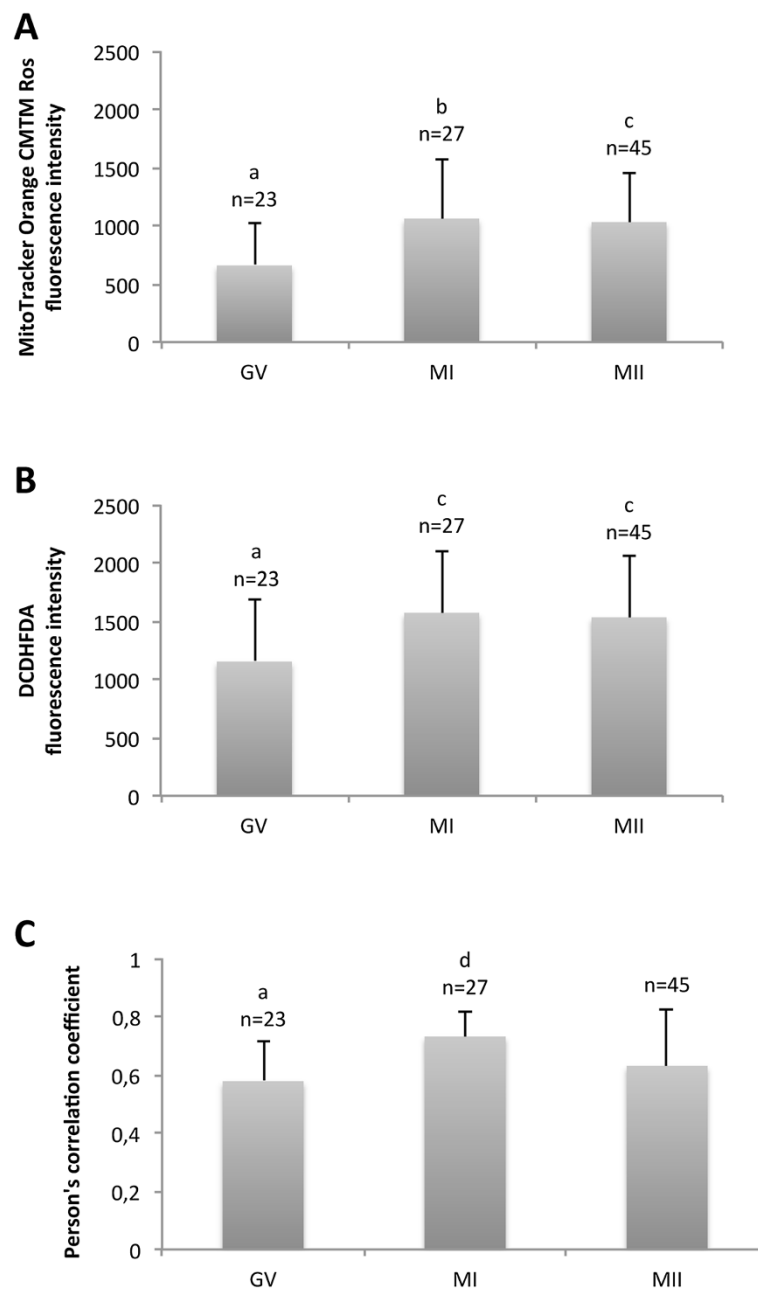 A
MitoTracker Orange CMTM Ros
fluorescence intensity
2500
2000
1500
1000
500
0
a
n=23
b
n=27
c
n=45
GV
MI
MII
B
DCDHFDA
fluorescence intensity
2500
2000
1500
1000
500
0
a
n=23
c
n=27
c
n=45
GV
MI
MII
C
Person's correlation coefficient
1
0,8
0,6
0,4
0,2
0
a
n=23
d
n=27
n=45
GV
MI
MII